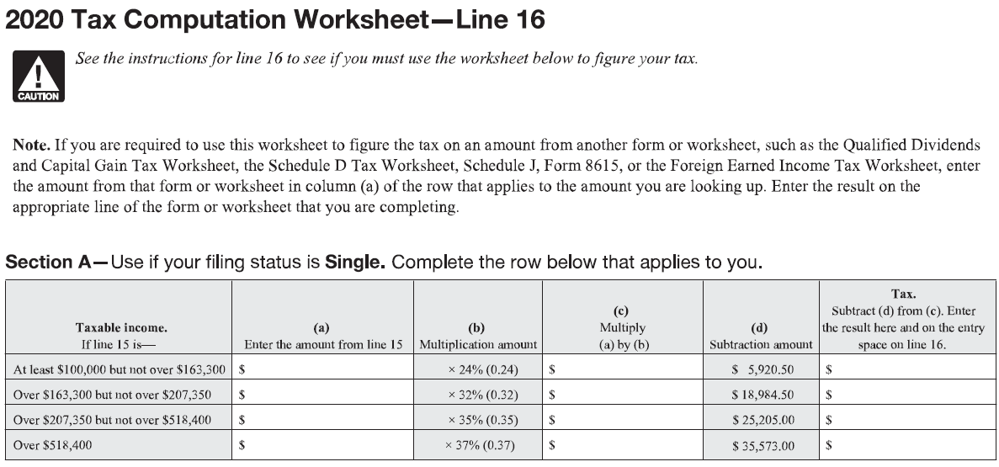 2020 Tax Computation Worksheet—Line 16
CAUTION
See the instructions for line 16 to see if you must use the worksheet below to figure your tax.
Note. If you are required to use this worksheet to figure the tax on an amount from another form or worksheet, such as the Qualified Dividends
and Capital Gain Tax Worksheet, the Schedule D Tax Worksheet, Schedule J, Form 8615, or the Foreign Earned Income Tax Worksheet, enter
the amount from that form or worksheet in column (a) of the row that applies to the amount you are looking up. Enter the result on the
appropriate line of the form or worksheet that you are completing.
Section A—Use if your filing status is Single. Complete the row below that applies to you.
Taxable income.
If line 15 is—
(a)
Enter the amount from line 15
(b)
Multiplication amount
(c)
Multiply
(a) by (b)
(d)
Subtraction amount
Tax.
Subtract (d) from (c). Enter
the result here and on the entry
space on line 16.
At least $100,000 but not over $163,300 $ × 24% (0.24) $ $ 5,920.50 $
Over $163,300 but not over $207,350 $ × 32% (0.32) $ $ 18,984.50 $
Over $207,350 but not over $518,400 $ × 35% (0.35) $ $ 25,205.00 $
Over $518,400 $ × 37% (0.37) $ $ 35,573.00 $